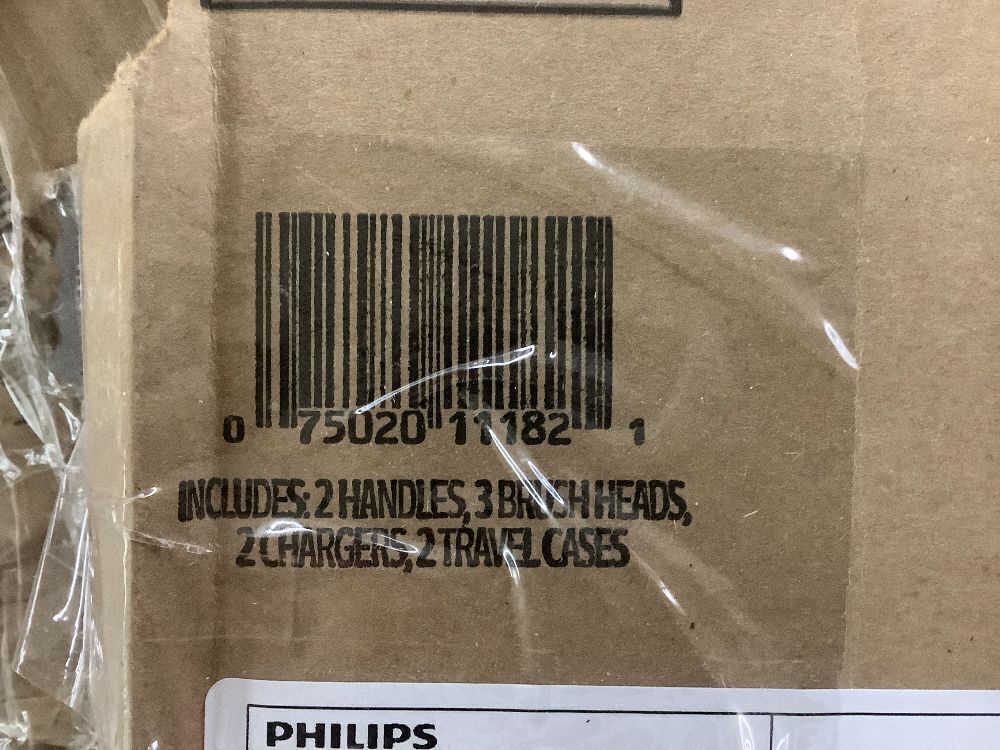 0 75020 11182 1
INCLUDES: 2 HANDLES, 3 BRUSH HEADS,
2 CHARGERS, 2 TRAVEL CASES
PHILIPS